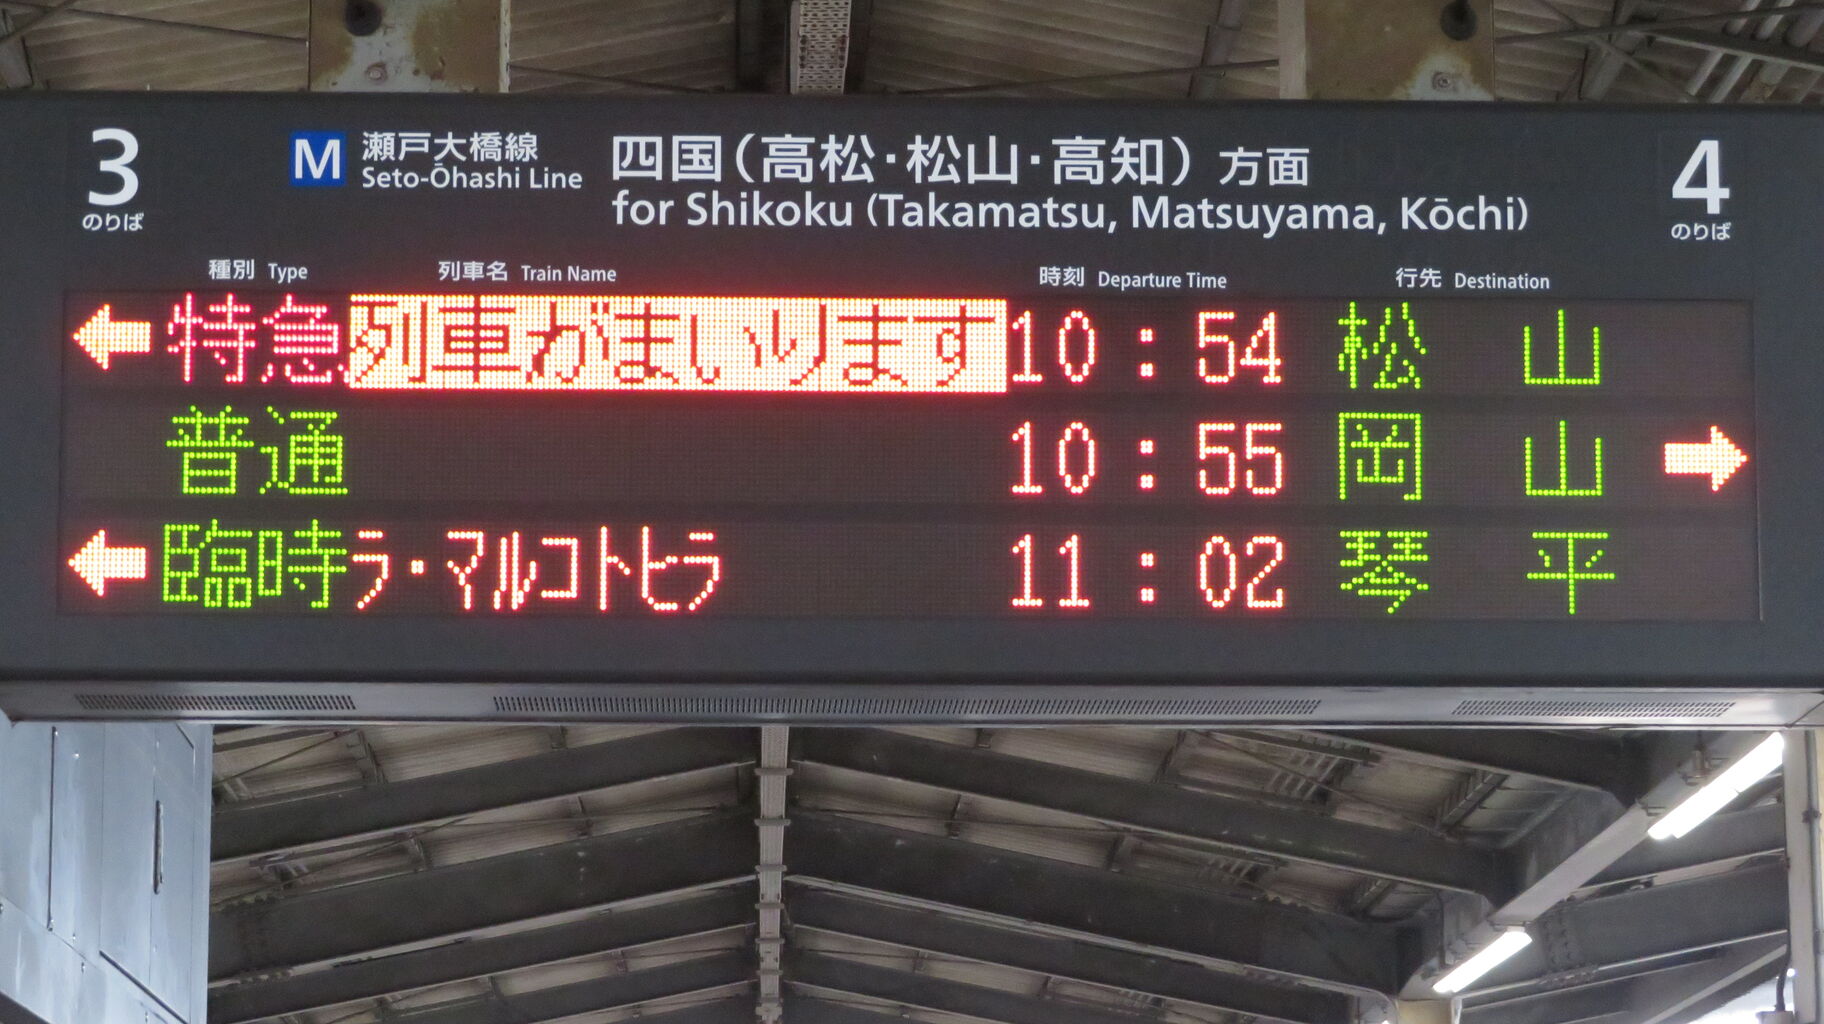 3 のりば
M 瀬戸大橋線 四国(高松・松山・高知) 方面
Seto-Ōhashi Line for Shikoku (Takamatsu, Matsuyama, Kōchi)
4 のりば
種別 Type 列車名 Train Name 時刻 Departure Time 行先 Destination
← 特急 列車がまいります 10:54 松山
普通 10:55 岡山 →
← 臨時 ラ・マルコトヒラ 11:02 琴平